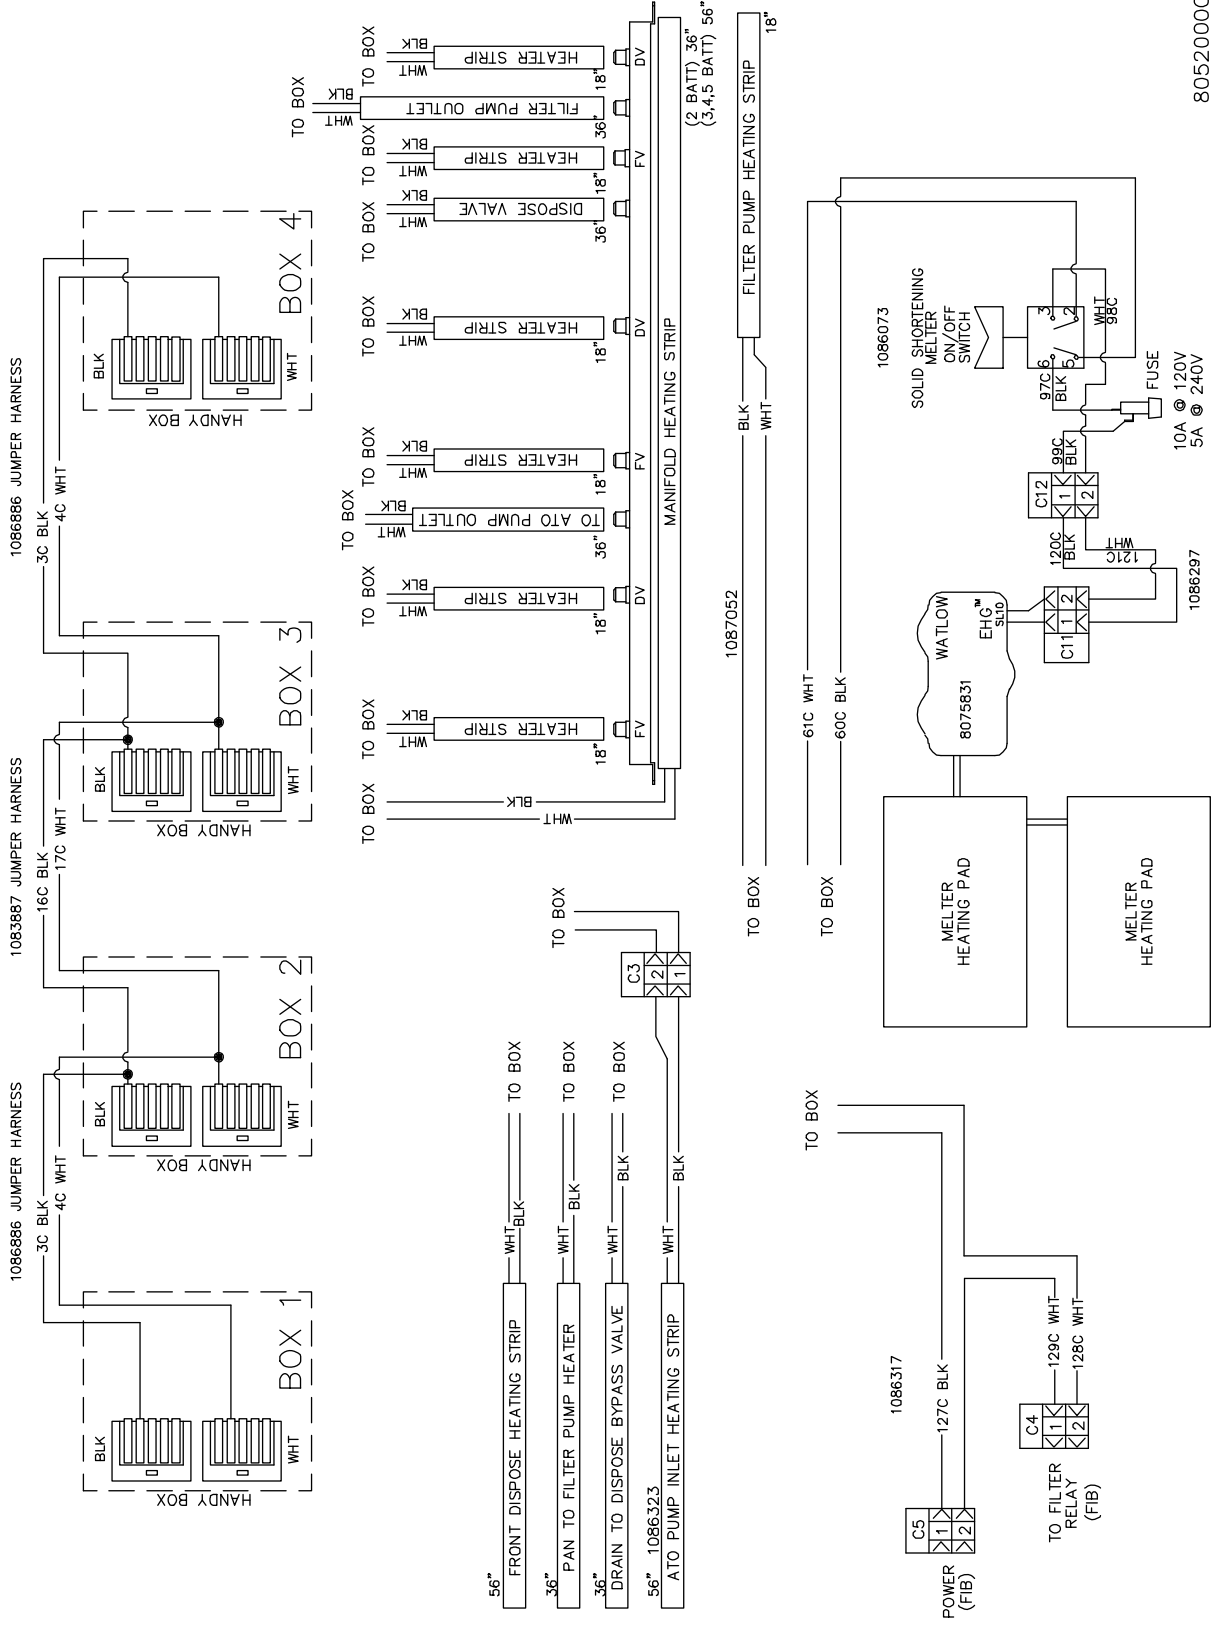 1086886 JUMPER HARNESS
1083887 JUMPER HARNESS
1086886 JUMPER HARNESS
3C BLK
4C WHT
16C BLK
17C WHT
3C BLK
4C WHT
BLK
WHT
HANDY BOX
BOX 1
BLK
WHT
HANDY BOX
BOX 2
BLK
WHT
HANDY BOX
BOX 3
BLK
WHT
HANDY BOX
BOX 4
TO BOX
BLK
WHT
TO BOX
BLK
WHT
HEATER STRIP
18"
FV
TO BOX
BLK
WHT
HEATER STRIP
18"
DV
TO BOX
BLK
WHT
TO ATO PUMP OUTLET
36"
TO BOX
BLK
WHT
HEATER STRIP
18"
FV
TO BOX
BLK
WHT
HEATER STRIP
18"
DV
TO BOX
BLK
WHT
DISPOSE VALVE
36"
TO BOX
BLK
WHT
HEATER STRIP
18"
FV
TO BOX
BLK
WHT
FILTER PUMP OUTLET
36"
TO BOX
BLK
WHT
HEATER STRIP
18"
DV
MANIFOLD HEATING STRIP
(2 BATT) 36"
(3,4,5 BATT) 56"
56"
FRONT DISPOSE HEATING STRIP
WHT
BLK
TO BOX
36"
PAN TO FILTER PUMP HEATER
WHT
BLK
TO BOX
36"
DRAIN TO DISPOSE BYPASS VALVE
WHT
BLK
TO BOX
56" 1086323
ATO PUMP INLET HEATING STRIP
WHT
BLK
C3
2
1
TO BOX
TO BOX
1087052
TO BOX
BLK
WHT
FILTER PUMP HEATING STRIP
18"
TO BOX
61C WHT
60C BLK
1086073
SOLID SHORTENING
MELTER
ON/OFF
SWITCH
3
2
6
5
WHT
98C
97C
BLK
FUSE
10A @ 120V
5A @ 240V
99C
BLK
C12
1
2
120C
BLK
121C
WHT
1086297
C11
1
2
WATLOW
EHG™
SL10
8075831
MELTER
HEATING PAD
MELTER
HEATING PAD
TO BOX
1086317
127C BLK
129C WHT
128C WHT
C5
1
2
POWER
(FIB)
C4
1
2
TO FILTER
RELAY
(FIB)